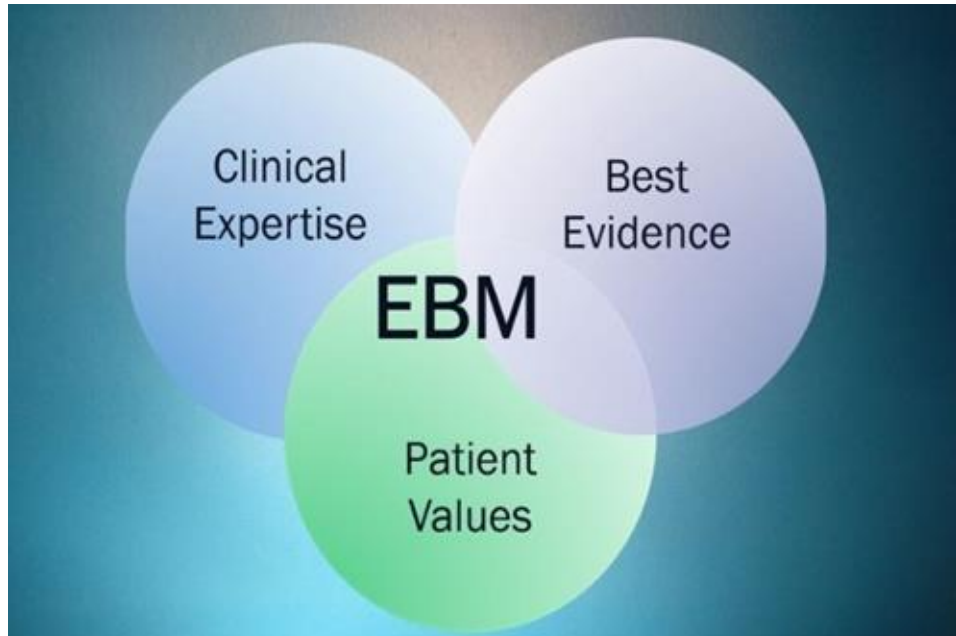 Clinical
Expertise
Best
Evidence
EBM
Patient
Values